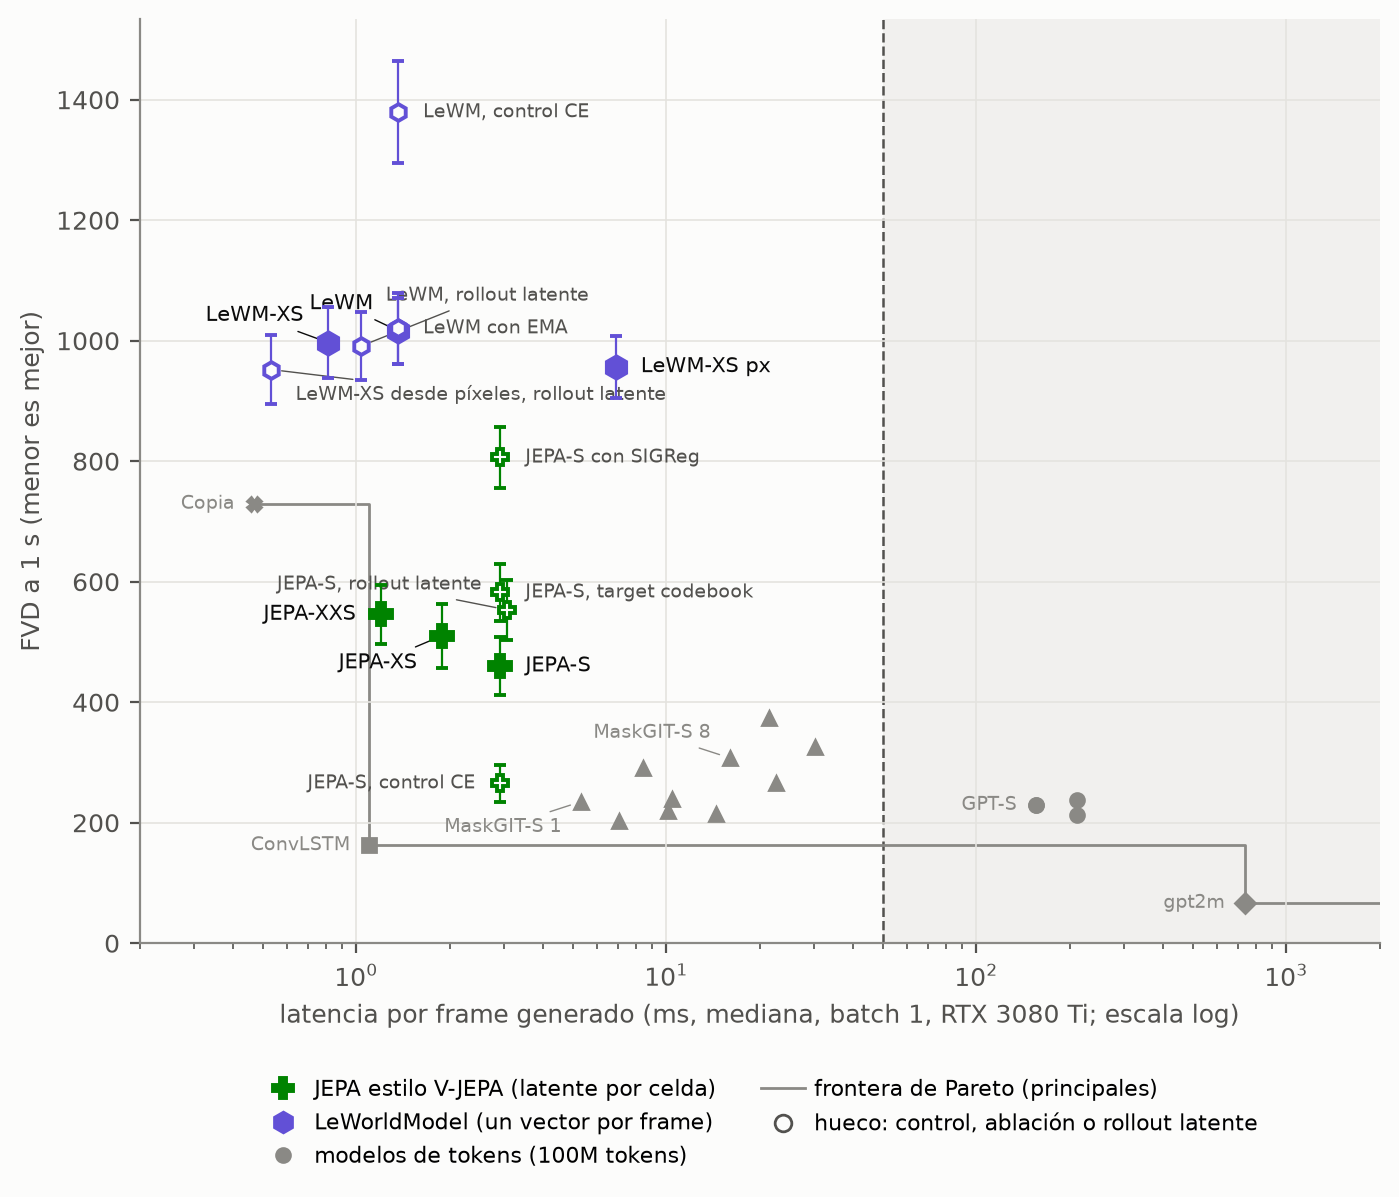 1400
1200
1000
800
600
400
200
0
FVD a 1 s (menor es mejor)
LeWM, control CE
LeWM, rollout latente
LeWM
LeWM-XS
LeWM con EMA
LeWM-XS px
LeWM-XS desde píxeles, rollout latente
JEPA-S con SIGReg
Copia
JEPA-S, rollout latente
JEPA-S, target codebook
JEPA-XXS
JEPA-XS
JEPA-S
MaskGIT-S 8
JEPA-S, control CE
MaskGIT-S 1
GPT-S
ConvLSTM
gpt2m
10⁰
10¹
10²
10³
latencia por frame generado (ms, mediana, batch 1, RTX 3080 Ti; escala log)
JEPA estilo V-JEPA (latente por celda)
LeWorldModel (un vector por frame)
modelos de tokens (100M tokens)
frontera de Pareto (principales)
hueco: control, ablación o rollout latente